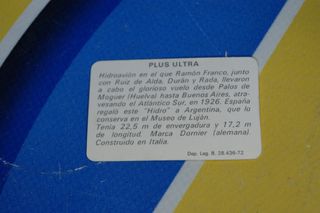 PLUS ULTRA
Hidroavión en el que Ramón Franco, junto
con Ruiz de Alda, Durán y Rada, llevaron
a cabo el glorioso vuelo desde Palos de
Moguer (Huelva) hasta Buenos Aires, atra-
vesando el Atlántico Sur, en 1926. España
regaló este "Hidro" a Argentina, que lo
conserva en el Museo de Luján.
Tenía 22,5 m de envergadura y 17,2 m
de longitud. Marca Dornier (alemana).
Construido en Italia.
Dep. Leg. B. 28.436-72